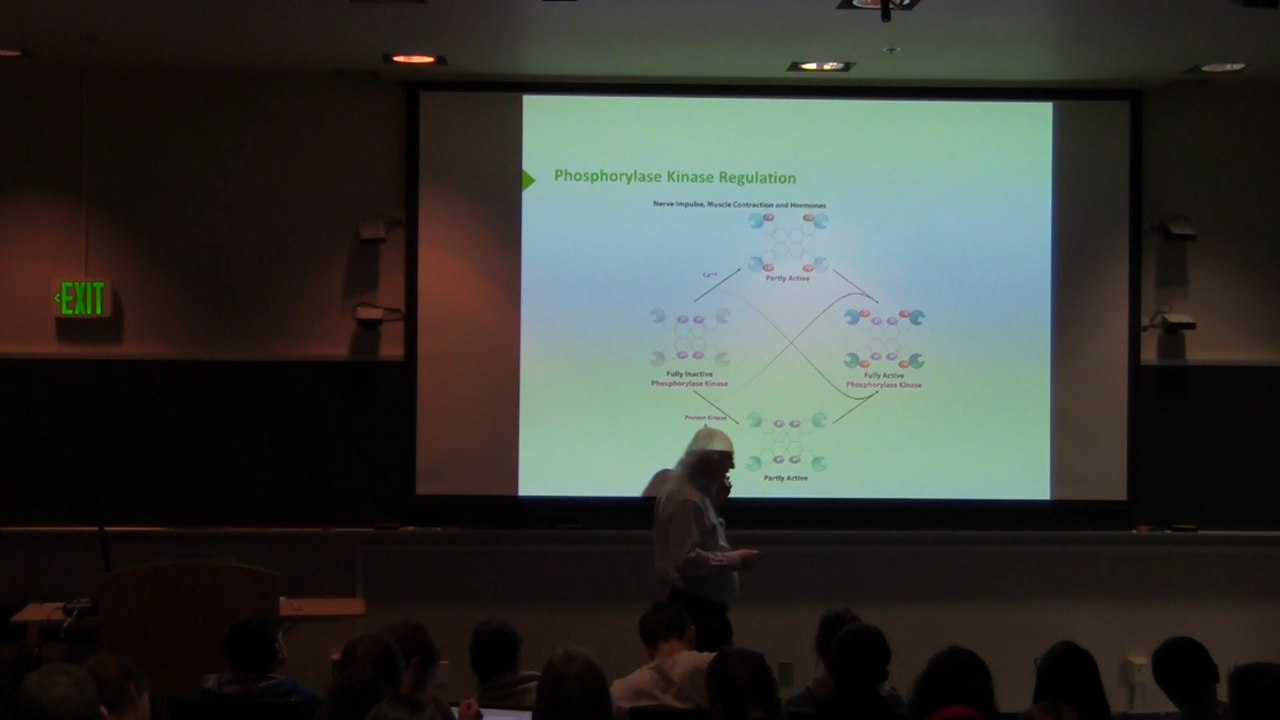 Phosphorylase Kinase Regulation
Nerve Impulse, Muscle Contraction and Hormones
Partly Active
Ca++
Fully Inactive
Phosphorylase Kinase
Fully Active
Phosphorylase Kinase
Protein Kinase
Partly Active
EXIT